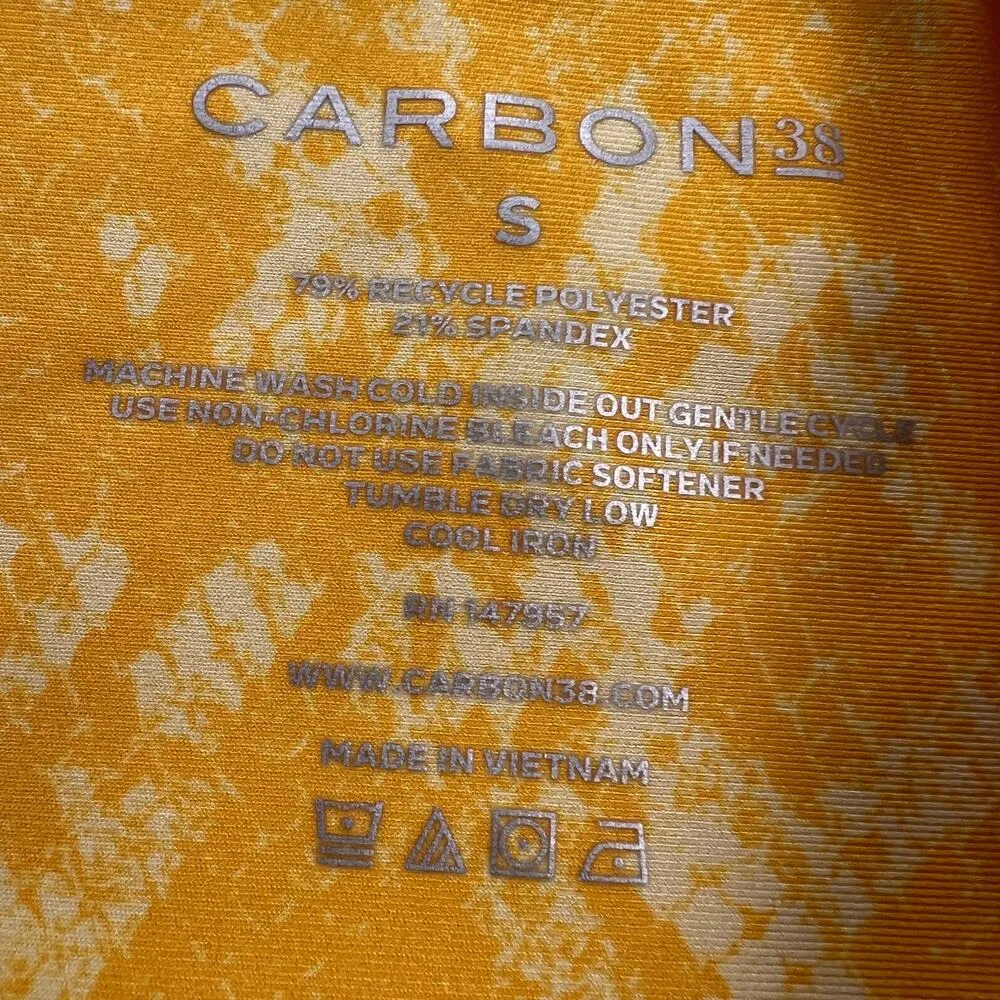 CARBON38
S
79% RECYCLE POLYESTER
21% SPANDEX
MACHINE WASH COLD INSIDE OUT GENTLE CYCLE
USE NON-CHLORINE BLEACH ONLY IF NEEDED
DO NOT USE FABRIC SOFTENER
TUMBLE DRY LOW
COOL IRON
RN 147957
WWW.CARBON38.COM
MADE IN VIETNAM